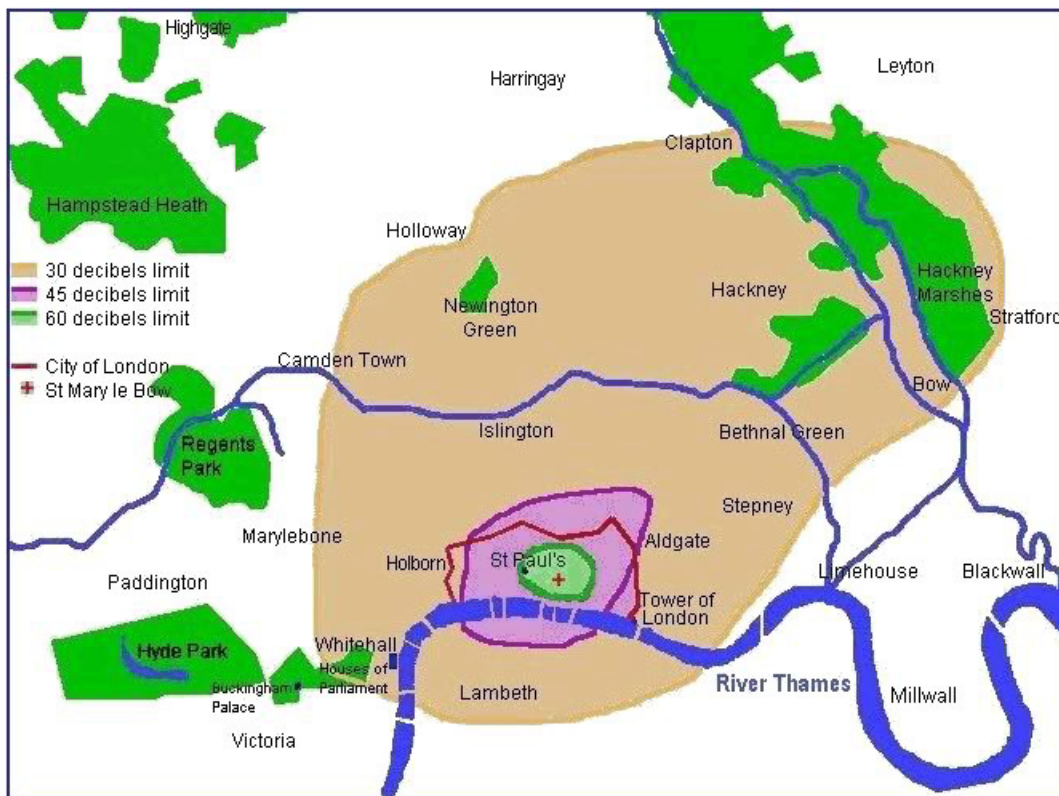 Highgate
Harringay
Leyton
Clapton
Hampstead Heath
Holloway
30 decibels limit
45 decibels limit
60 decibels limit
Newington
Green
Hackney
Hackney
Marshes
Stratford
City of London
St Mary le Bow
Camden Town
Bow
Islington
Bethnal Green
Regents
Park
Stepney
Marylebone
Holborn
St Paul's
Aldgate
Paddington
Limehouse
Blackwall
Tower of
London
Hyde Park
Whitehall
Houses of
Parliament
Buckingham
Palace
Lambeth
River Thames
Millwall
Victoria